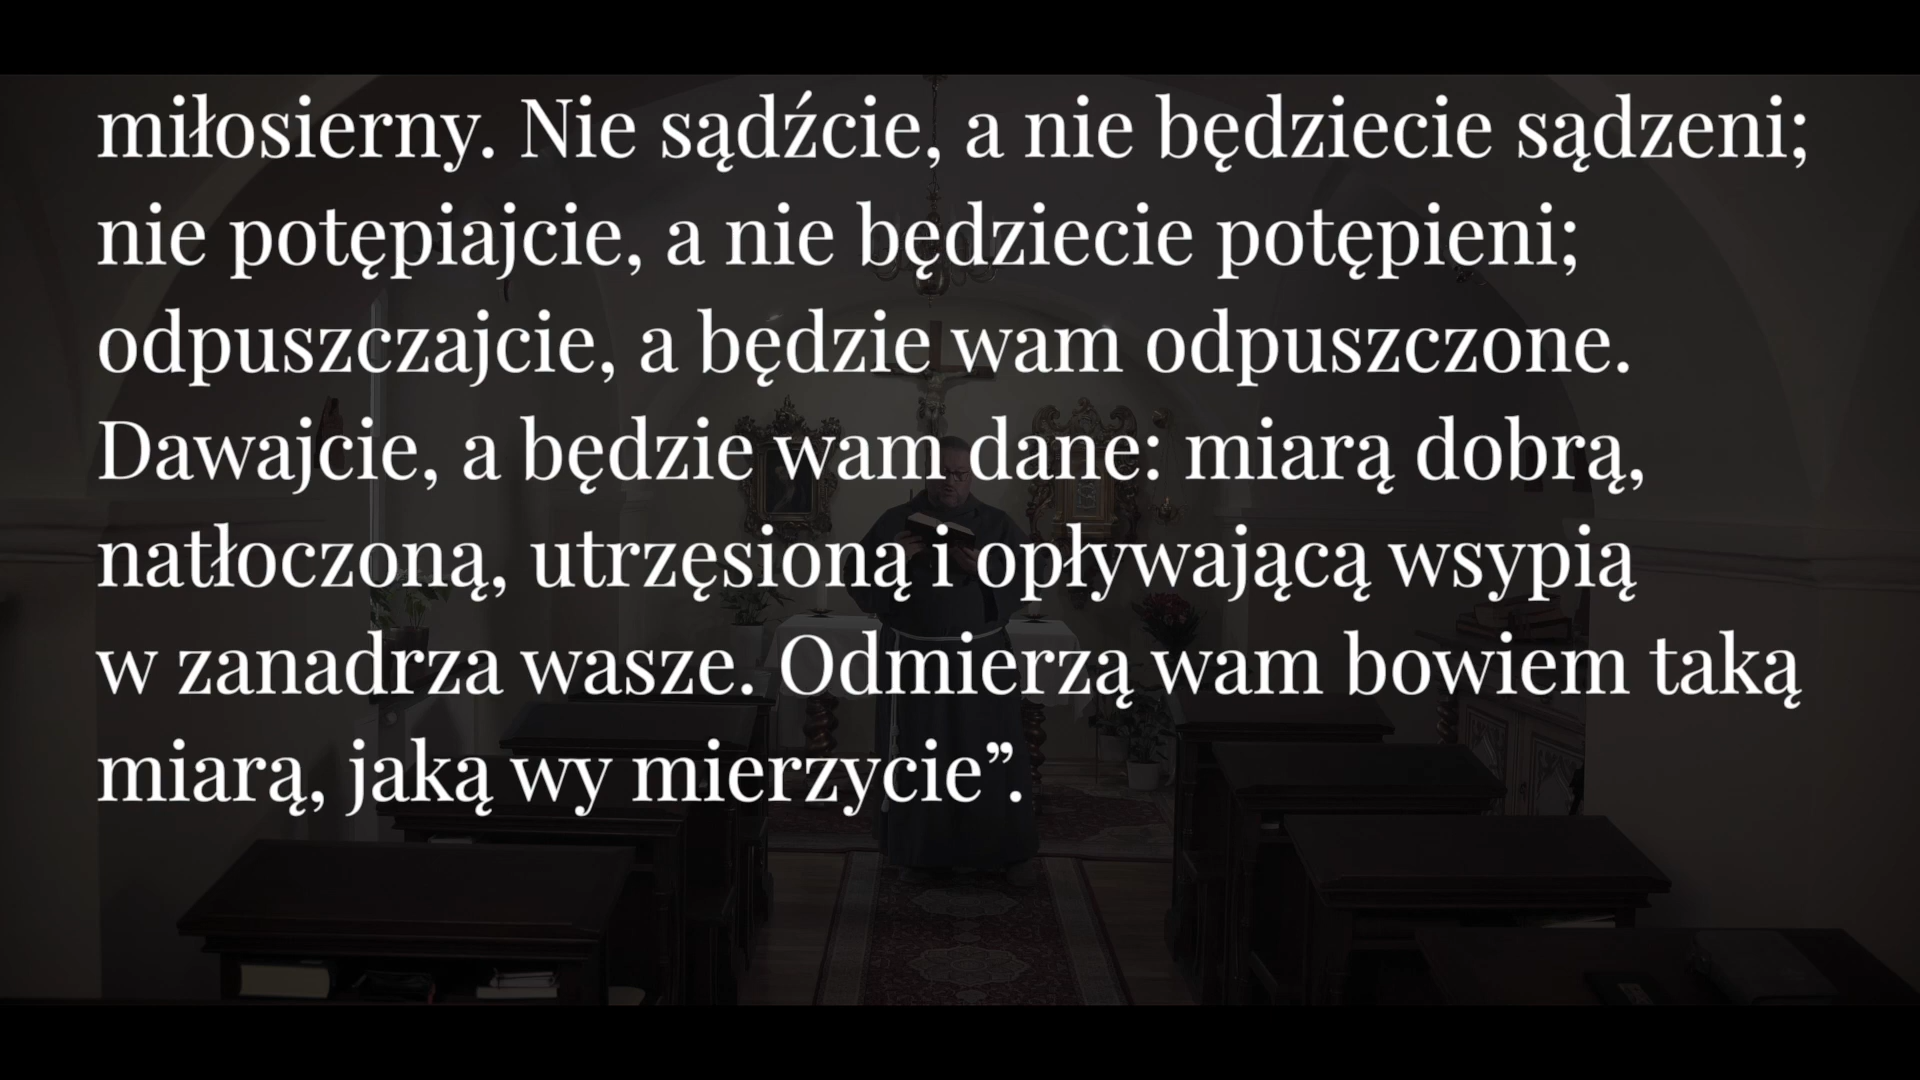 miłosierny. Nie sądźcie, a nie będziecie sądzeni;
nie potępiajcie, a nie będziecie potępieni;
odpuszczajcie, a będzie wam odpuszczone.
Dawajcie, a będzie wam dane: miarą dobrą,
natłoczoną, utrzęsioną i opływającą wsypią
w zanadrza wasze. Odmierzą wam bowiem taką
miarą, jaką wy mierzycie”.